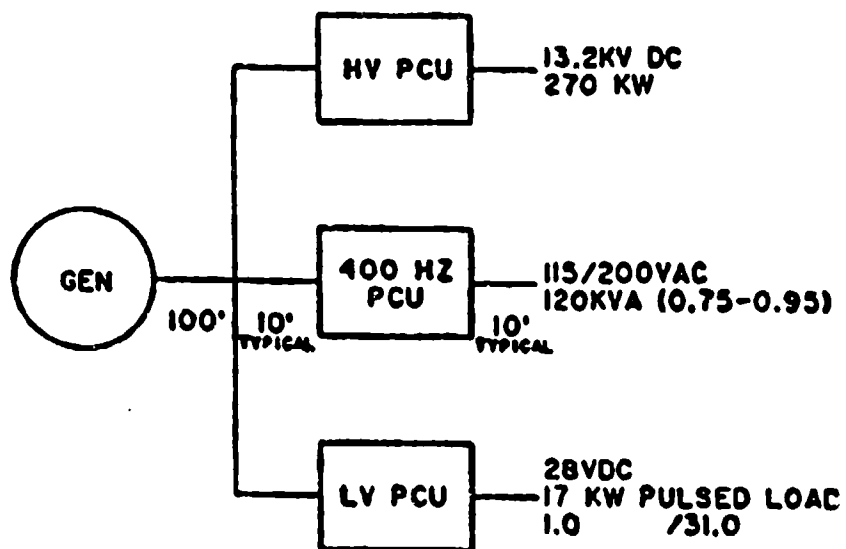 HV PCU
13.2KV DC
270 KW
GEN
400 HZ
PCU
115/200VAC
120KVA (0.75-0.95)
100'
10'
TYPICAL
10'
TYPICAL
LV PCU
28VDC
17 KW PULSED LOAD
1.0 /31.0